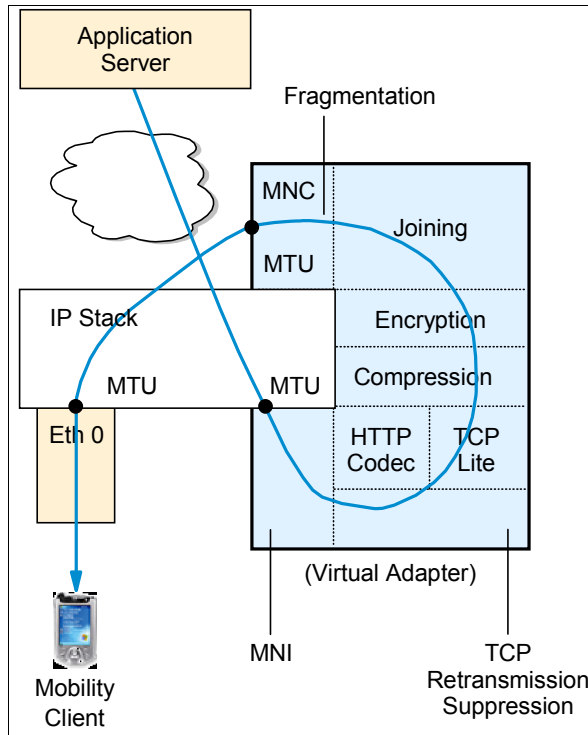 Application
Server
Fragmentation
MNC
Joining
MTU
IP Stack
Encryption
MTU
MTU
Compression
Eth 0
HTTP
Codec
TCP
Lite
(Virtual Adapter)
MNI
TCP
Retransmission
Suppression
Mobility
Client